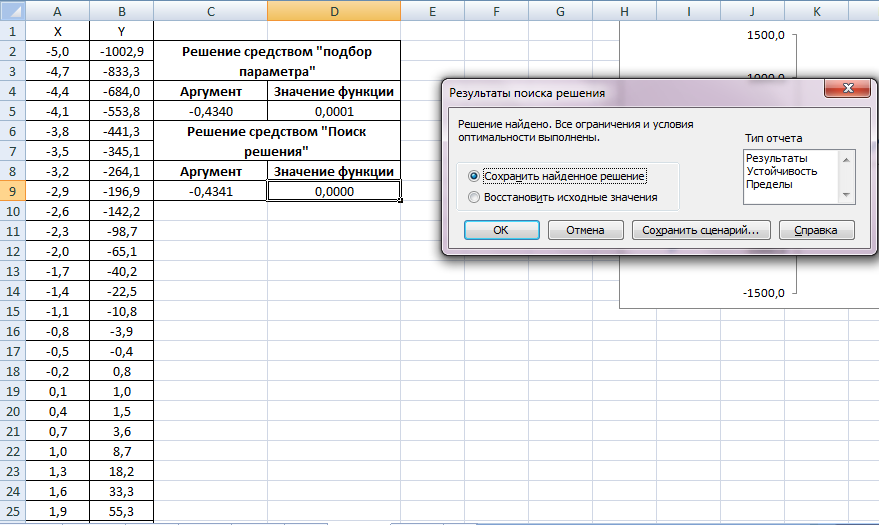 A B C D E F G H I J K
1 X Y
2 -5,0 -1002,9 Решение средством "подбор
3 -4,7 -833,3 параметра"
4 -4,4 -684,0 Аргумент Значение функции
5 -4,1 -553,8 -0,4340 0,0001
6 -3,8 -441,3 Решение средством "Поиск
7 -3,5 -345,1 решения"
8 -3,2 -264,1 Аргумент Значение функции
9 -2,9 -196,9 -0,4341 0,0000
10 -2,6 -142,2
11 -2,3 -98,7
12 -2,0 -65,1
13 -1,7 -40,2
14 -1,4 -22,5
15 -1,1 -10,8
16 -0,8 -3,9
17 -0,5 -0,4
18 -0,2 0,8
19 0,1 1,0
20 0,4 1,5
21 0,7 3,6
22 1,0 8,7
23 1,3 18,2
24 1,6 33,3
25 1,9 55,3
1500,0
Результаты поиска решения
Решение найдено. Все ограничения и условия
оптимальности выполнены.
Тип отчета
Результаты
Устойчивость
Пределы
Сохранить найденное решение
Восстановить исходные значения
ОК Отмена Сохранить сценарий... Справка
-1500,0